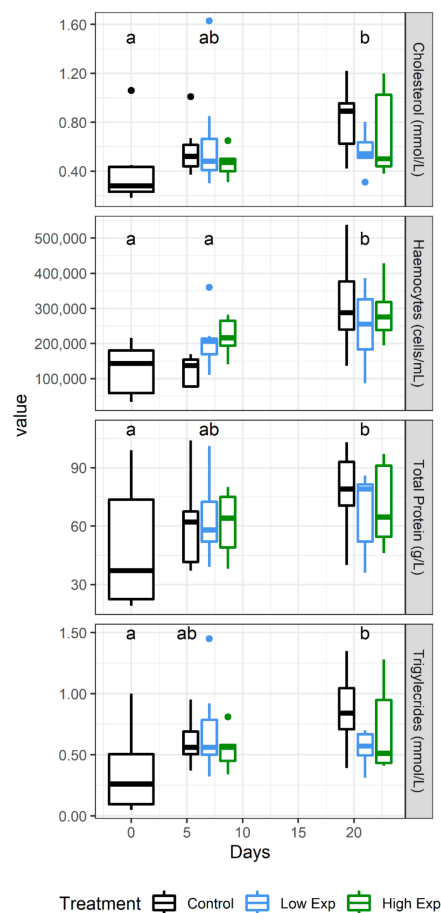 value
1.60
1.20
0.80
0.40
a
ab
b
Cholesterol (mmol/L)
500,000
400,000
300,000
200,000
100,000
a
a
b
Haemocytes (cells/mL)
90
60
30
a
ab
b
Total Protein (g/L)
1.50
1.00
0.50
0.00
a
ab
b
Trigylecrides (mmol/L)
0
5
10
15
20
Days
Treatment Control Low Exp High Exp